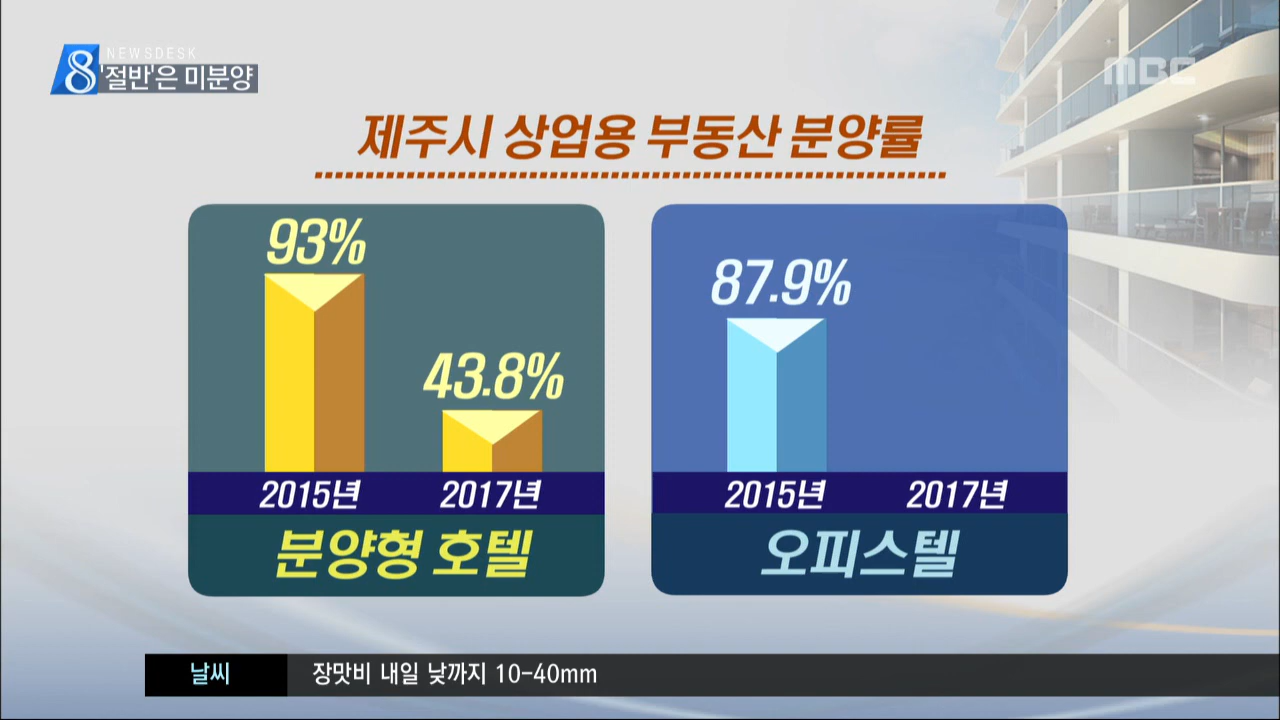 NEWSDESK
8 '절반'은 미분양
MBC
제주시 상업용 부동산 분양률
93%
43.8%
2015년 2017년
분양형 호텔
87.9%
2015년 2017년
오피스텔
날씨 장맛비 내일 낮까지 10-40mm